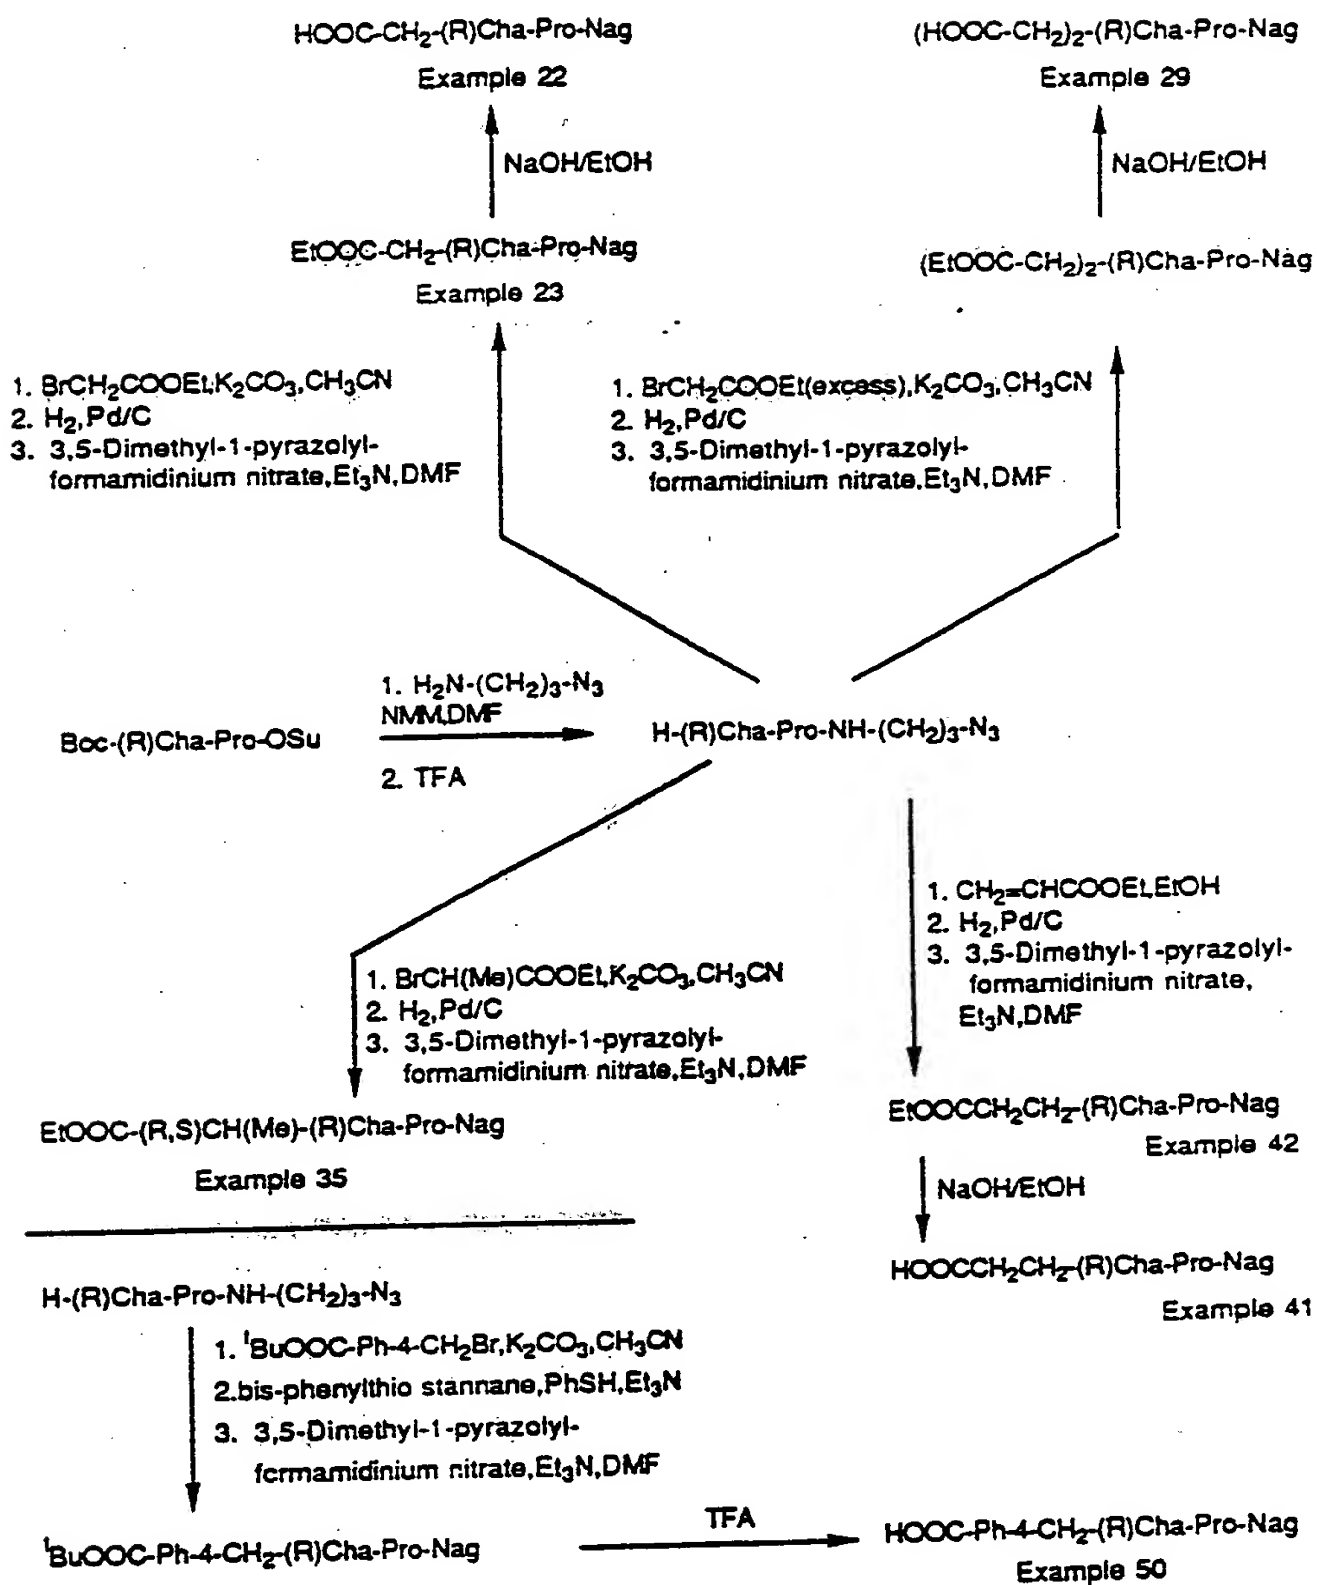 HOOC-CH₂-(R)Cha-Pro-Nag
Example 22
(HOOC-CH₂)₂-(R)Cha-Pro-Nag
Example 29
NaOH/EtOH
NaOH/EtOH
EtOOC-CH₂-(R)Cha-Pro-Nag
Example 23
(EtOOC-CH₂)₂-(R)Cha-Pro-Nag
1. BrCH₂COOEt,K₂CO₃,CH₃CN
2. H₂,Pd/C
3. 3,5-Dimethyl-1-pyrazolyl-
formamidinium nitrate,Et₃N,DMF
1. BrCH₂COOEt(excess),K₂CO₃,CH₃CN
2. H₂,Pd/C
3. 3,5-Dimethyl-1-pyrazolyl-
formamidinium nitrate,Et₃N,DMF
Boc-(R)Cha-Pro-OSu
1. H₂N-(CH₂)₃-N₃
NMM,DMF
2. TFA
H-(R)Cha-Pro-NH-(CH₂)₃-N₃
1. BrCH(Me)COOEt,K₂CO₃,CH₃CN
2. H₂,Pd/C
3. 3,5-Dimethyl-1-pyrazolyl-
formamidinium nitrate,Et₃N,DMF
1. CH₂=CHCOOEt,EtOH
2. H₂,Pd/C
3. 3,5-Dimethyl-1-pyrazolyl-
formamidinium nitrate,
Et₃N,DMF
EtOOC-(R,S)CH(Me)-(R)Cha-Pro-Nag
Example 35
EtOOCCH₂CH₂-(R)Cha-Pro-Nag
Example 42
NaOH/EtOH
HOOCCH₂CH₂-(R)Cha-Pro-Nag
Example 41
H-(R)Cha-Pro-NH-(CH₂)₃-N₃
1. ᵗBuOOC-Ph-4-CH₂Br,K₂CO₃,CH₃CN
2.bis-phenylthio stannane,PhSH,Et₃N
3. 3,5-Dimethyl-1-pyrazolyl-
formamidinium nitrate,Et₃N,DMF
ᵗBuOOC-Ph-4-CH₂-(R)Cha-Pro-Nag
TFA
HOOC-Ph-4-CH₂-(R)Cha-Pro-Nag
Example 50